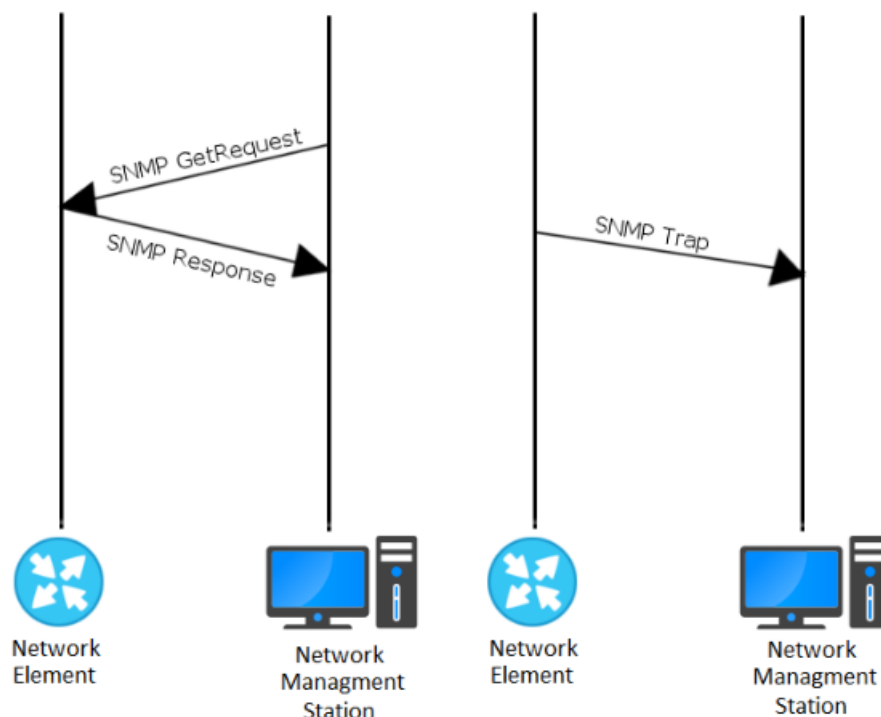 SNMP GetRequest
SNMP Response
SNMP Trap
Network
Element
Network
Managment
Station
Network
Element
Network
Managment
Station